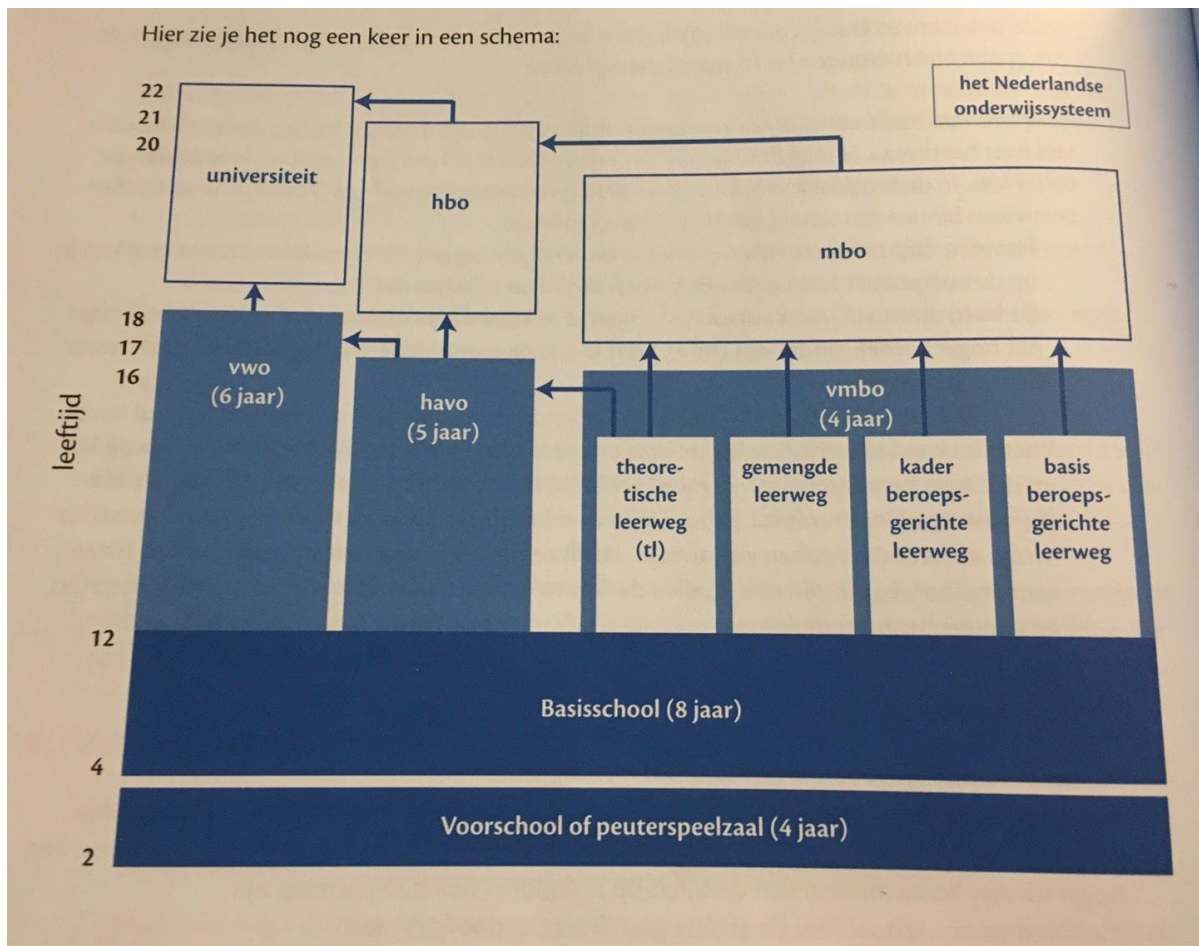 Hier zie je het nog een keer in een schema:
het Nederlandse
onderwijssysteem
22
21
20
universiteit
hbo
mbo
18
17
16
vwo
(6 jaar)
havo
(5 jaar)
vmbo
(4 jaar)
theore-
tische
leerweg
(tl)
gemengde
leerweg
kader
beroeps-
gerichte
leerweg
basis
beroeps-
gerichte
leerweg
leeftijd
12
Basisschool (8 jaar)
4
Voorschool of peuterspeelzaal (4 jaar)
2